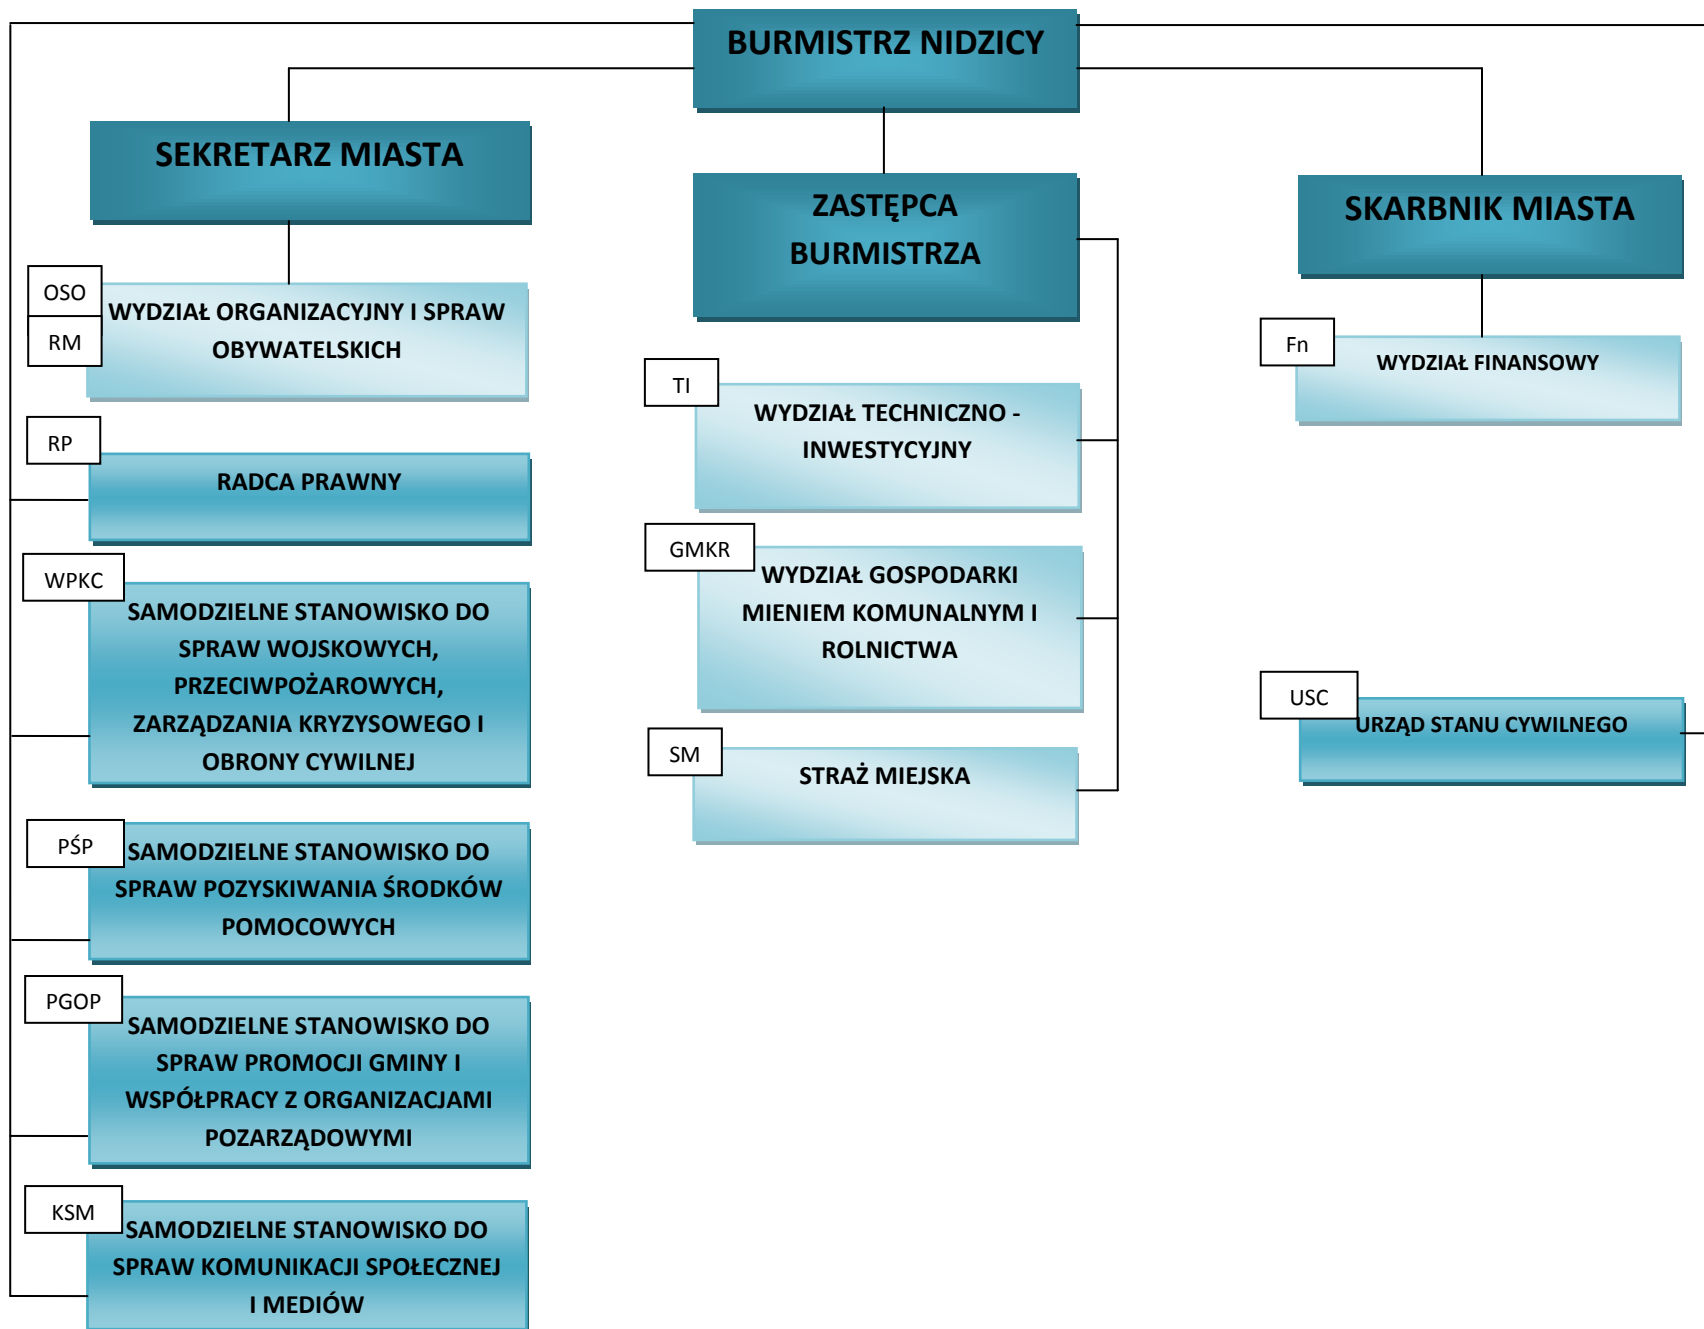 BURMISTRZ NIDZICY
SEKRETARZ MIASTA
ZASTĘPCA
BURMISTRZA
SKARBNIK MIASTA
OSO
RM
WYDZIAŁ ORGANIZACYJNY I SPRAW
OBYWATELSKICH
RP
RADCA PRAWNY
WPKC
SAMODZIELNE STANOWISKO DO
SPRAW WOJSKOWYCH,
PRZECIWPOŻAROWYCH,
ZARZĄDZANIA KRYZYSOWEGO I
OBRONY CYWILNEJ
PŚP
SAMODZIELNE STANOWISKO DO
SPRAW POZYSKIWANIA ŚRODKÓW
POMOCOWYCH
PGOP
SAMODZIELNE STANOWISKO DO
SPRAW PROMOCJI GMINY I
WSPÓŁPRACY Z ORGANIZACJAMI
POZARZĄDOWYMI
KSM
SAMODZIELNE STANOWISKO DO
SPRAW KOMUNIKACJI SPOŁECZNEJ
I MEDIÓW
TI
WYDZIAŁ TECHNICZNO -
INWESTYCYJNY
GMKR
WYDZIAŁ GOSPODARKI
MIENIEM KOMUNALNYM I
ROLNICTWA
SM
STRAŻ MIEJSKA
Fn
WYDZIAŁ FINANSOWY
USC
URZĄD STANU CYWILNEGO